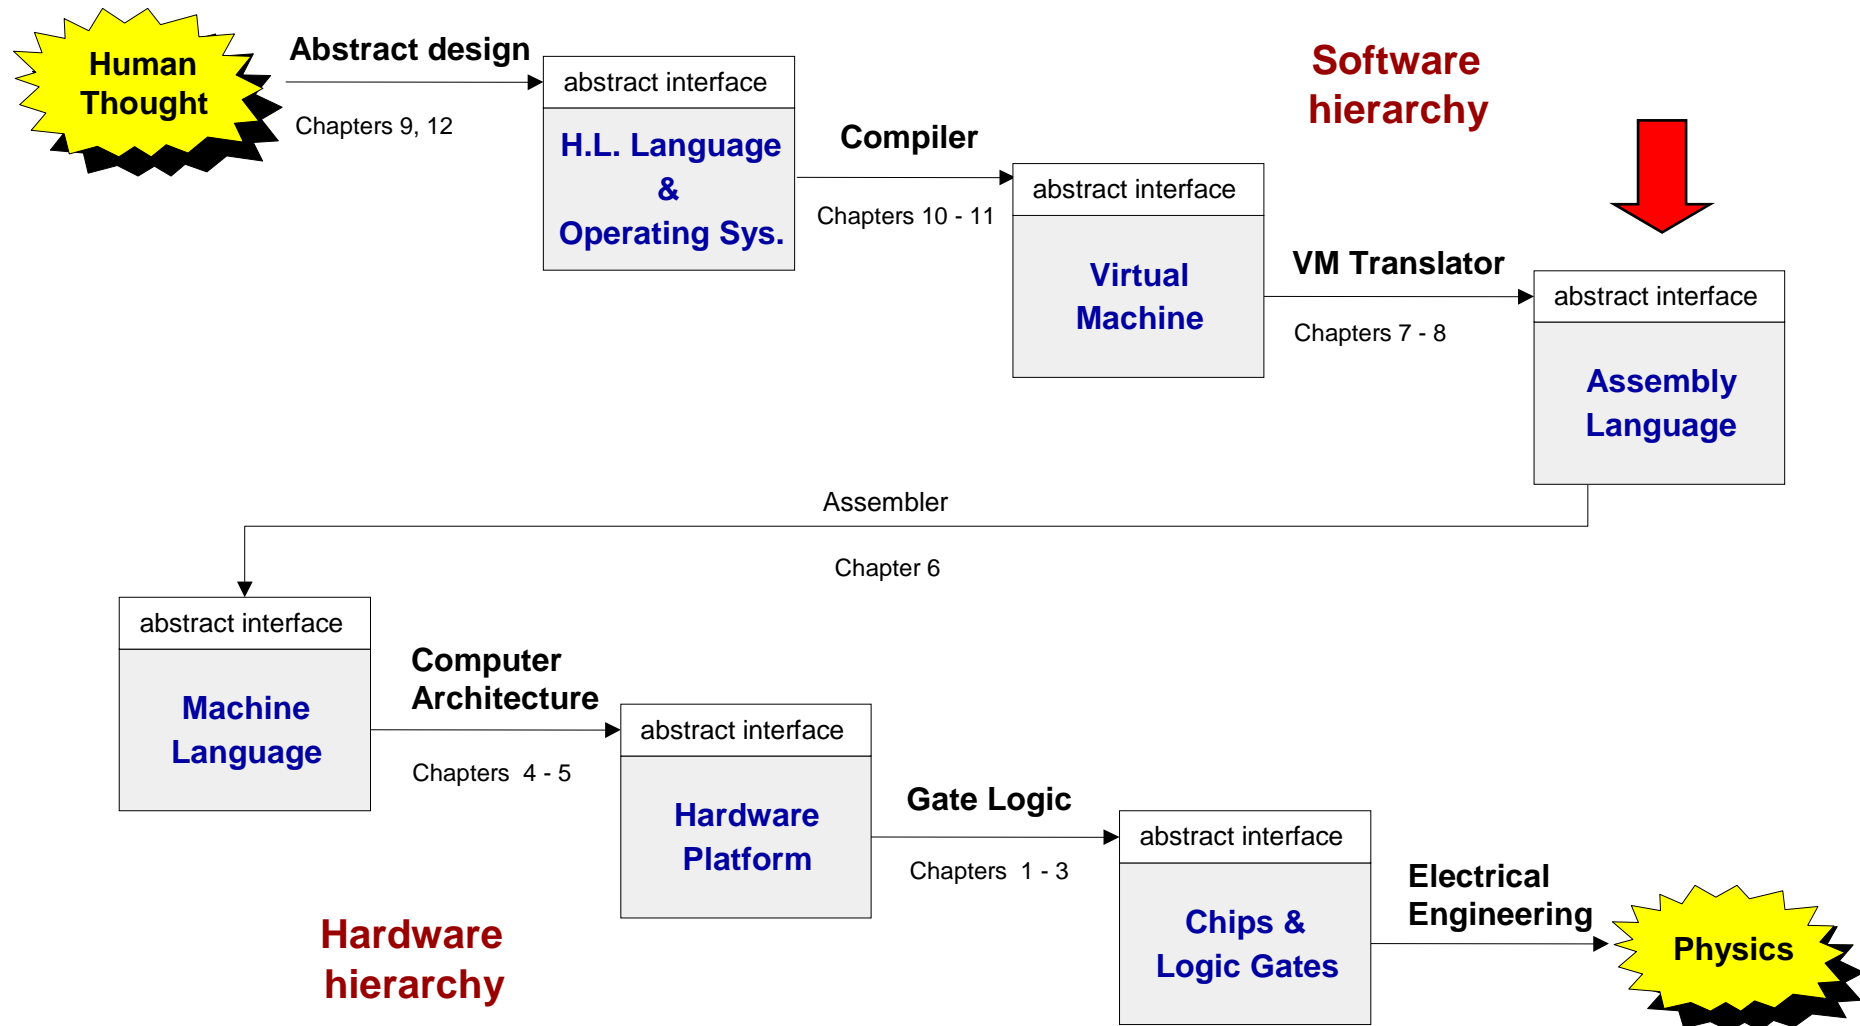 Human
Thought
Abstract design
Chapters 9, 12
abstract interface
H.L. Language
&
Operating Sys.
Compiler
Chapters 10 - 11
abstract interface
Virtual
Machine
Software
hierarchy
VM Translator
Chapters 7 - 8
abstract interface
Assembly
Language
Assembler
Chapter 6
abstract interface
Machine
Language
Computer
Architecture
Chapters 4 - 5
abstract interface
Hardware
Platform
Gate Logic
Chapters 1 - 3
abstract interface
Chips &
Logic Gates
Electrical
Engineering
Physics
Hardware
hierarchy